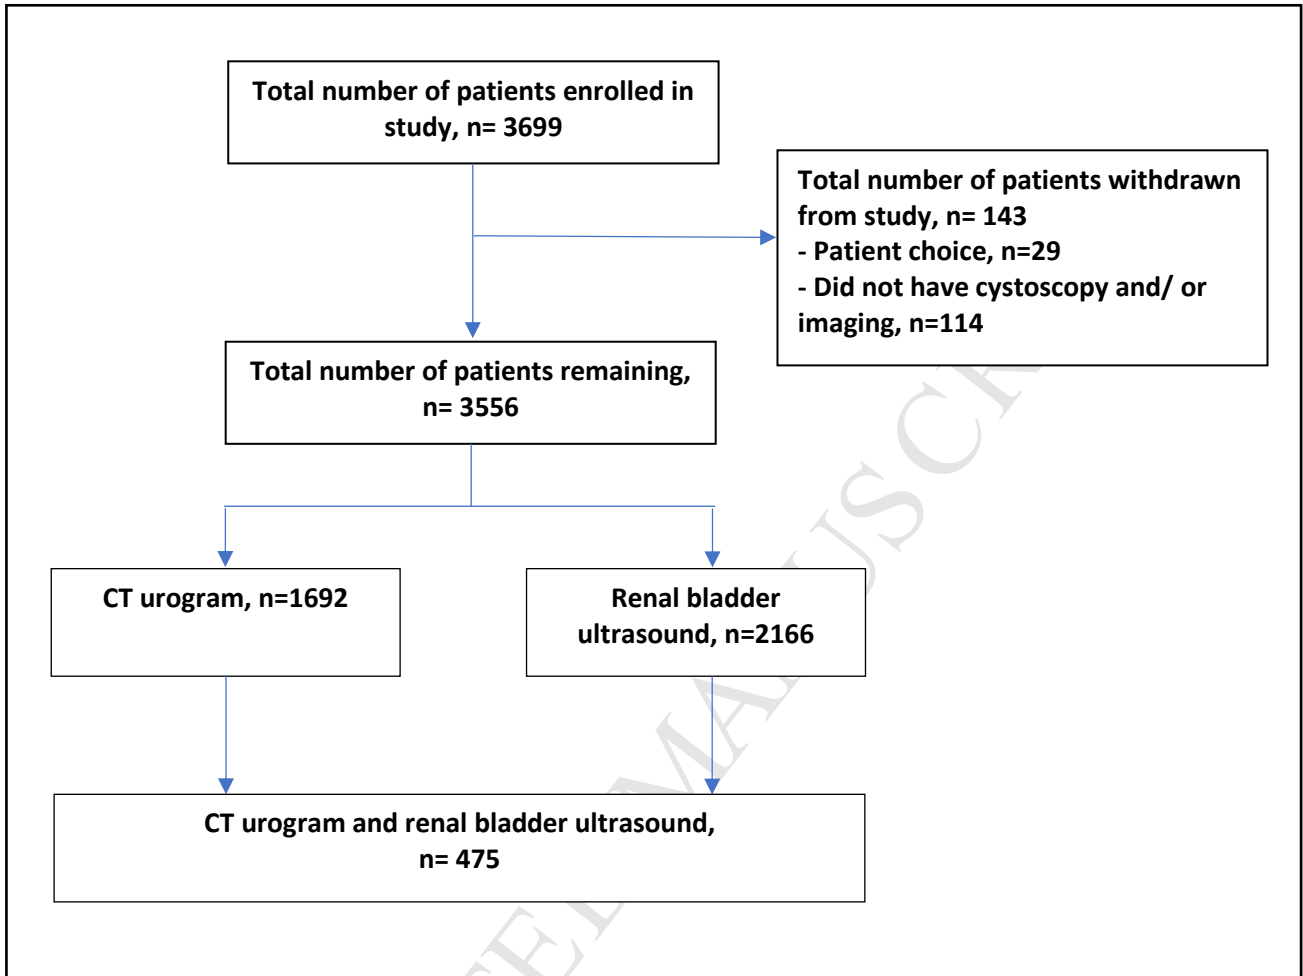 Total number of patients enrolled in
study, n= 3699
Total number of patients withdrawn
from study, n= 143
- Patient choice, n=29
- Did not have cystoscopy and/ or
imaging, n=114
Total number of patients remaining,
n= 3556
CT urogram, n=1692
Renal bladder
ultrasound, n=2166
CT urogram and renal bladder ultrasound,
n= 475